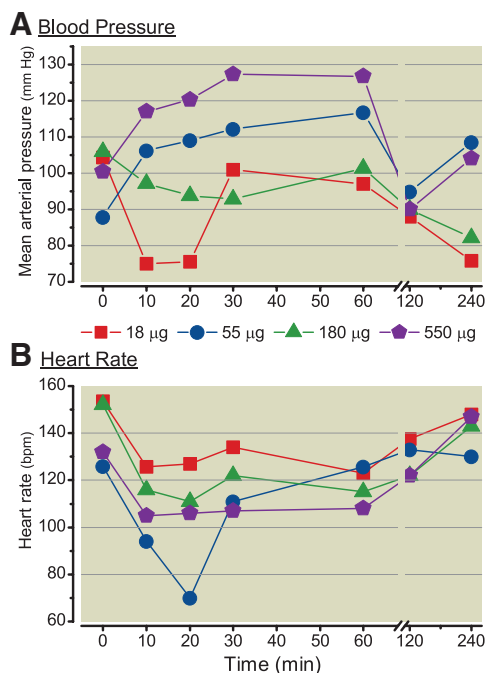 A Blood Pressure
Mean arterial pressure (mm Hg)
130
120
110
100
90
80
70
0 10 20 30 40 50 60 120 240
18 µg 55 µg 180 µg 550 µg
B Heart Rate
Heart rate (bpm)
160
140
120
100
80
60
0 10 20 30 40 50 60 120 240
Time (min)